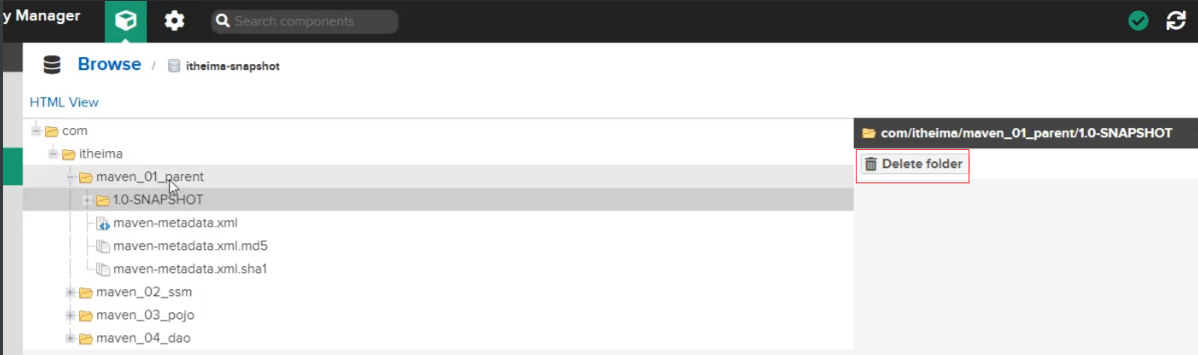 y Manager
Search components
Browse / itheima-snapshot
HTML View
com
itheima
maven_01_parent
1.0-SNAPSHOT
maven-metadata.xml
maven-metadata.xml.md5
maven-metadata.xml.sha1
maven_02_ssm
maven_03_pojo
maven_04_dao
com/itheima/maven_01_parent/1.0-SNAPSHOT
Delete folder